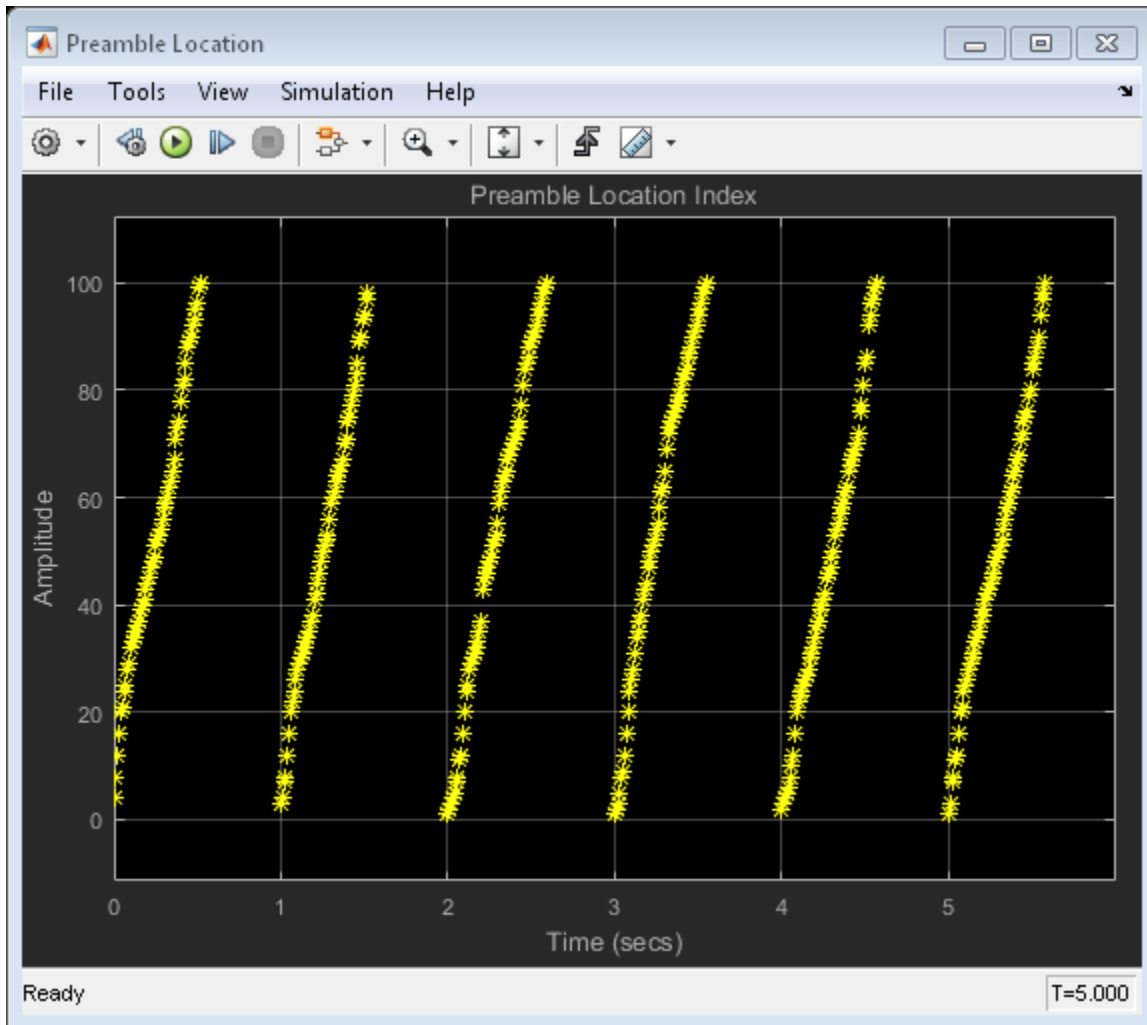 Preamble Location
File Tools View Simulation Help
Preamble Location Index
100
80
60
40
20
0
Amplitude
0 1 2 3 4 5
Time (secs)
Ready T=5.000